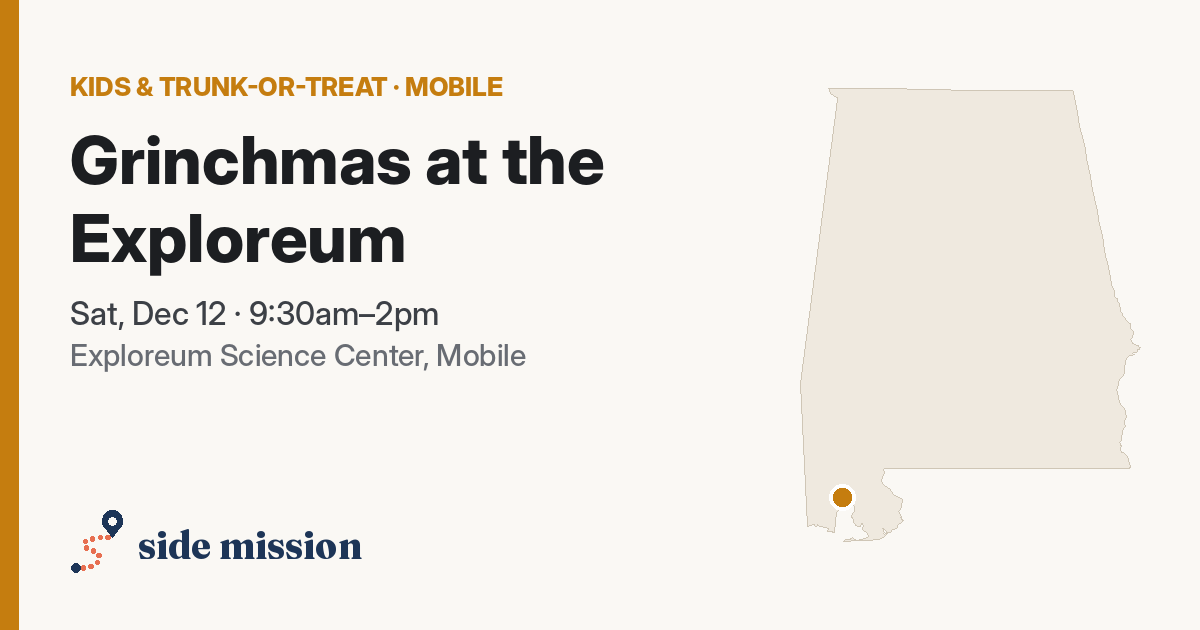 KIDS & TRUNK-OR-TREAT · MOBILE
Grinchmas at the
Exploreum
Sat, Dec 12 · 9:30am–2pm
Exploreum Science Center, Mobile
side mission